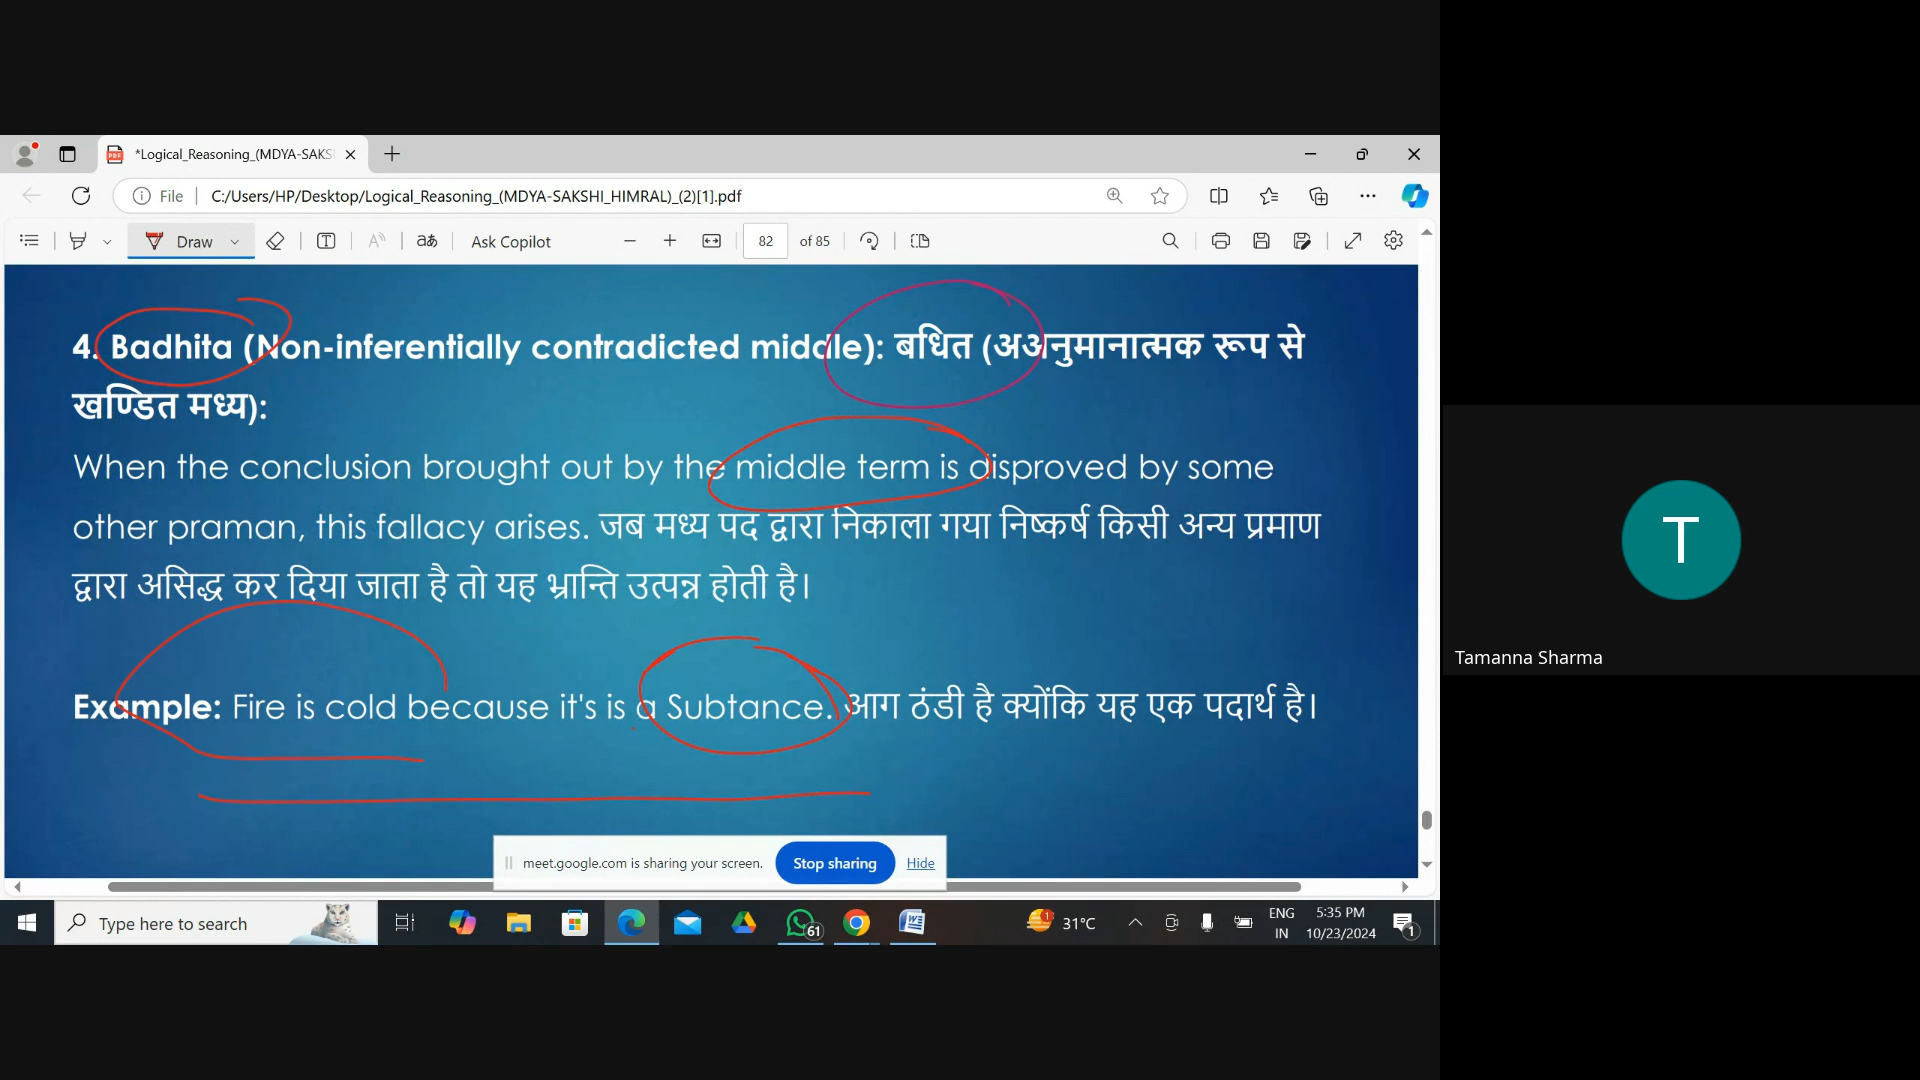 *Logical_Reasoning_(MDYA-SAKS
File
C:/Users/HP/Desktop/Logical_Reasoning_(MDYA-SAKSHI_HIMRAL)_(2)[1].pdf
Draw
aあ
Ask Copilot
82 of 85
4. Badhita (Non-inferentially contradicted middle): बधित (अअनुमानात्मक रूप से
खण्डित मध्य):
When the conclusion brought out by the middle term is disproved by some
other praman, this fallacy arises. जब मध्य पद द्वारा निकाला गया निष्कर्ष किसी अन्य प्रमाण
द्वारा असिद्ध कर दिया जाता है तो यह भ्रान्ति उत्पन्न होती है।
Example: Fire is cold because it's is a Subtance. आग ठंडी है क्योंकि यह एक पदार्थ है।
meet.google.com is sharing your screen.
Stop sharing
Hide
Type here to search
61
1
31°C
ENG
IN
5:35 PM
10/23/2024
1
T
Tamanna Sharma